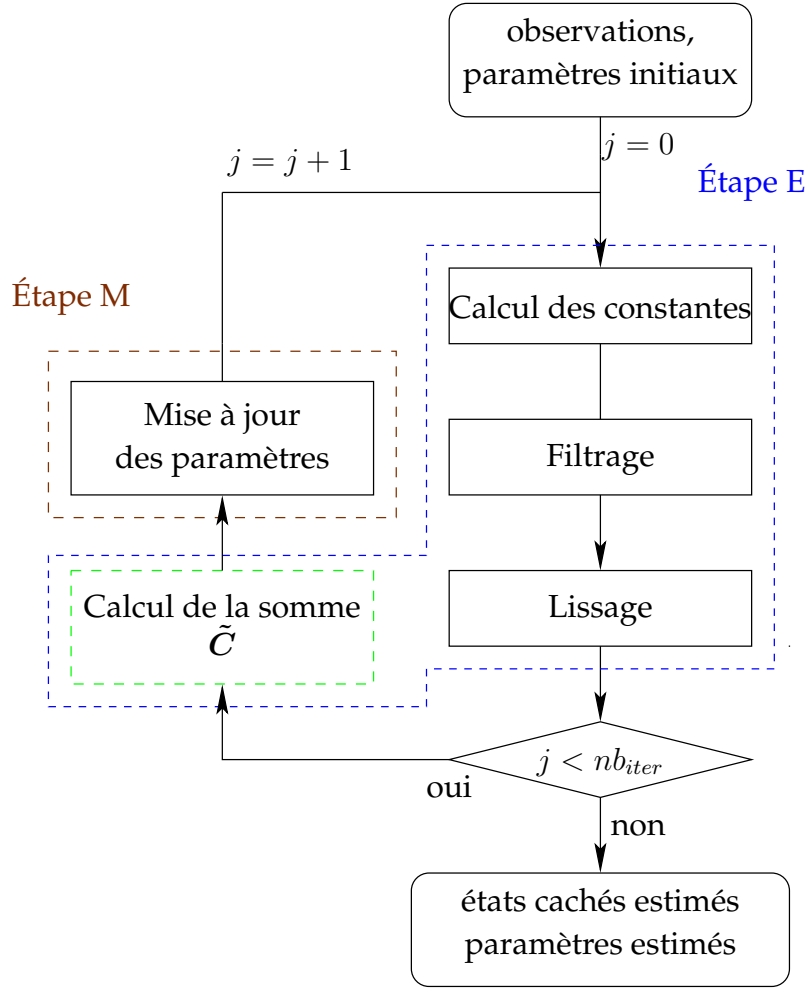 observations,
paramètres initiaux
j = 0
j = j + 1
Étape E
Calcul des constantes
Étape M
Mise à jour
des paramètres
Filtrage
Calcul de la somme
C̃
Lissage
j < nb_iter
oui
non
états cachés estimés
paramètres estimés